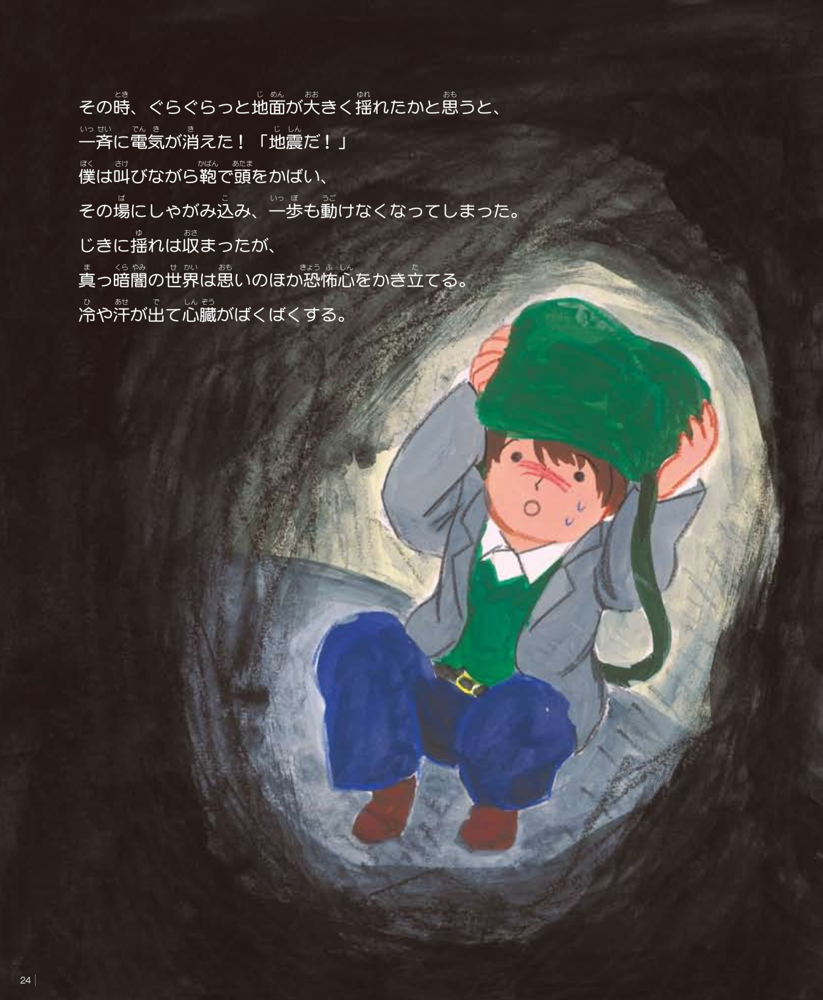 その時、ぐらぐらっと地面が大きく揺れたかと思うと、
一斉に電気が消えた！「地震だ！」
僕は叫びながら鞄で頭をかばい、
その場にしゃがみ込み、一歩も動けなくなってしまった。
じきに揺れは収まったが、
真っ暗闇の世界は思いのほか恐怖心をかき立てる。
冷や汗が出て心臓がばくばくする。
24